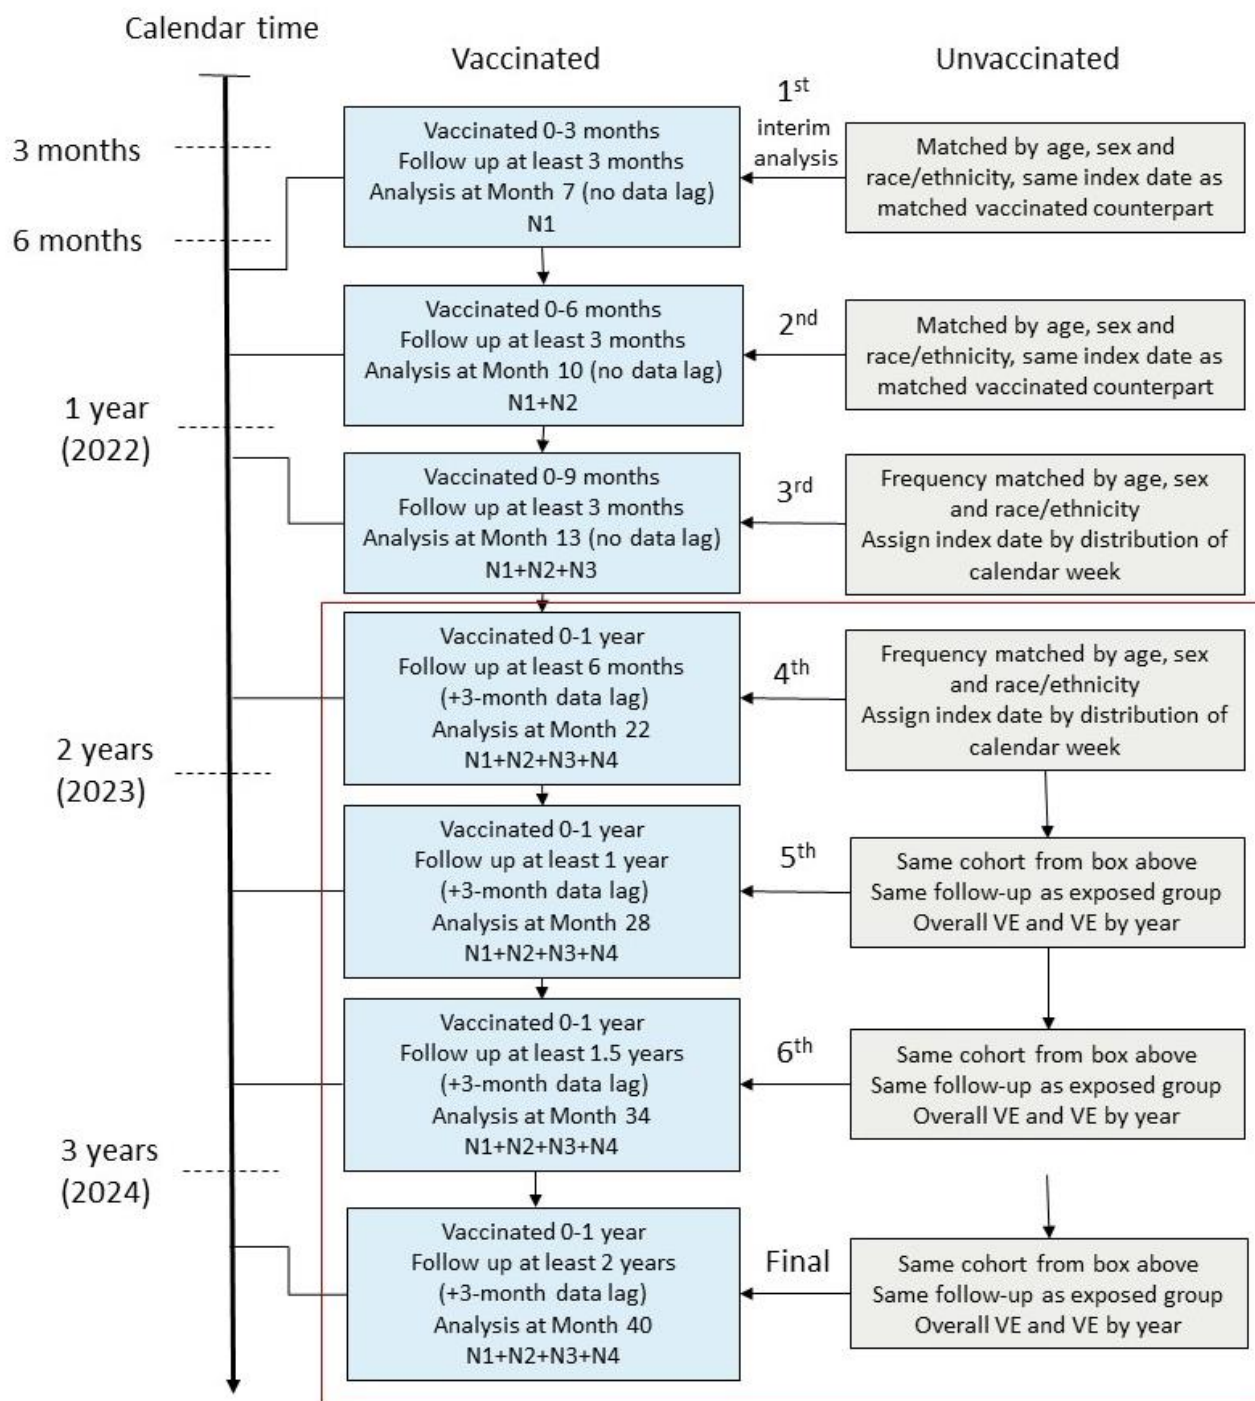 Calendar time
Vaccinated
Unvaccinated
3 months
6 months
1 year
(2022)
2 years
(2023)
3 years
(2024)
Vaccinated 0-3 months
Follow up at least 3 months
Analysis at Month 7 (no data lag)
N1
1st
interim
analysis
Matched by age, sex and
race/ethnicity, same index date as
matched vaccinated counterpart
Vaccinated 0-6 months
Follow up at least 3 months
Analysis at Month 10 (no data lag)
N1+N2
2nd
Matched by age, sex and
race/ethnicity, same index date as
matched vaccinated counterpart
Vaccinated 0-9 months
Follow up at least 3 months
Analysis at Month 13 (no data lag)
N1+N2+N3
3rd
Frequency matched by age, sex
and race/ethnicity
Assign index date by distribution of
calendar week
Vaccinated 0-1 year
Follow up at least 6 months
(+3-month data lag)
Analysis at Month 22
N1+N2+N3+N4
4th
Frequency matched by age, sex
and race/ethnicity
Assign index date by distribution of
calendar week
Vaccinated 0-1 year
Follow up at least 1 year
(+3-month data lag)
Analysis at Month 28
N1+N2+N3+N4
5th
Same cohort from box above
Same follow-up as exposed group
Overall VE and VE by year
Vaccinated 0-1 year
Follow up at least 1.5 years
(+3-month data lag)
Analysis at Month 34
N1+N2+N3+N4
6th
Same cohort from box above
Same follow-up as exposed group
Overall VE and VE by year
Vaccinated 0-1 year
Follow up at least 2 years
(+3-month data lag)
Analysis at Month 40
N1+N2+N3+N4
Final
Same cohort from box above
Same follow-up as exposed group
Overall VE and VE by year